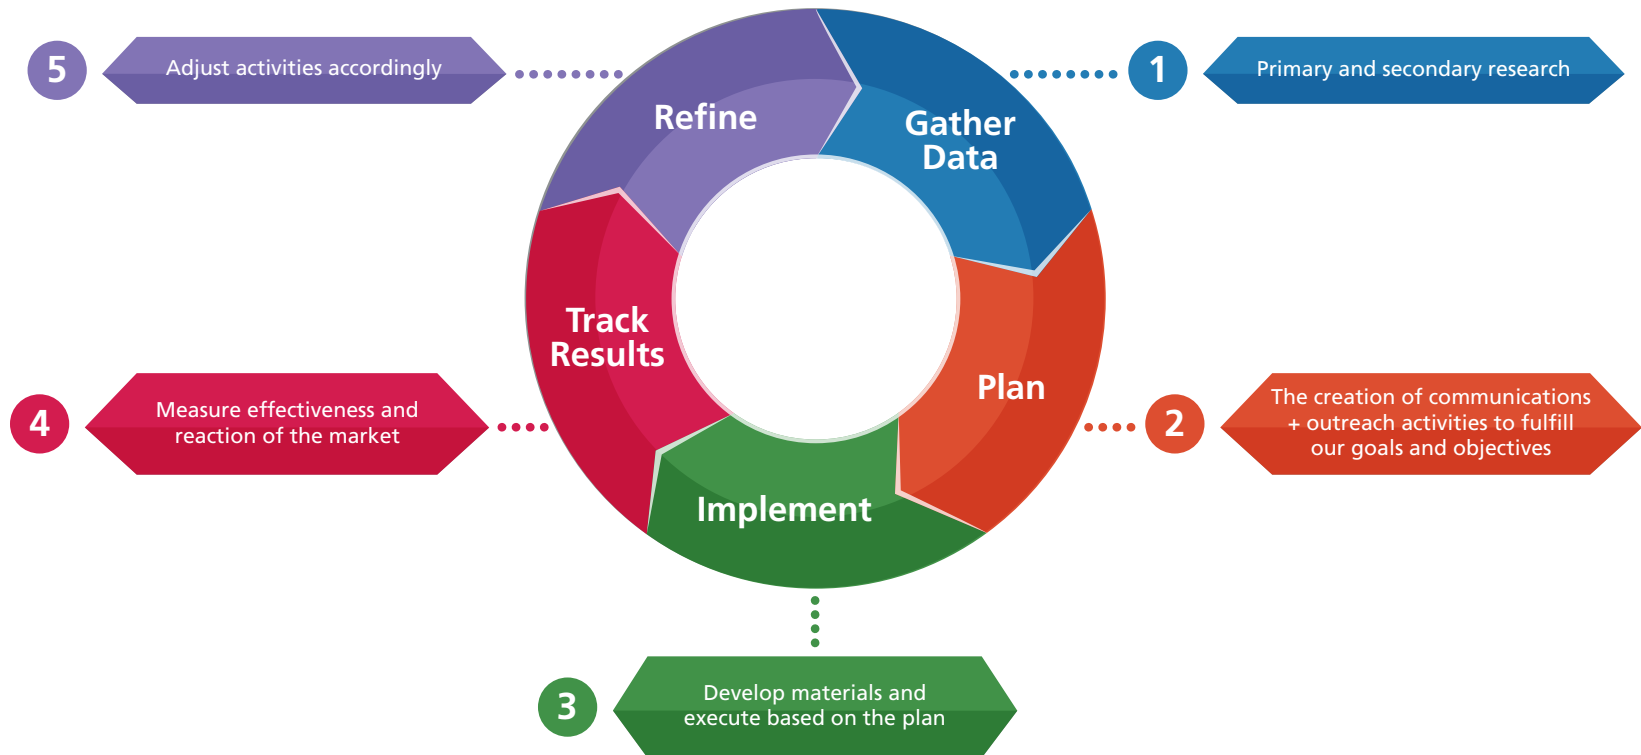 5
Adjust activities accordingly
Refine
Gather
Data
1
Primary and secondary research
Track
Results
Plan
4
Measure effectiveness and
reaction of the market
2
The creation of communications
+ outreach activities to fulfill
our goals and objectives
Implement
3
Develop materials and
execute based on the plan